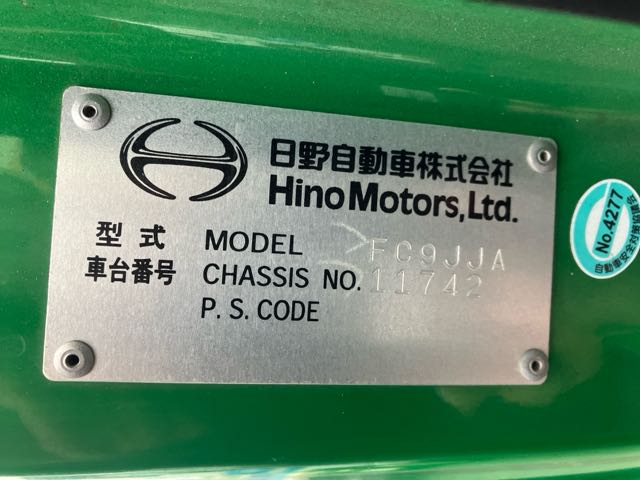 日野自動車株式会社
Hino Motors, Ltd.
型式 MODEL FC9JJA
車台番号 CHASSIS NO. 11742
P.S.CODE
No.4277